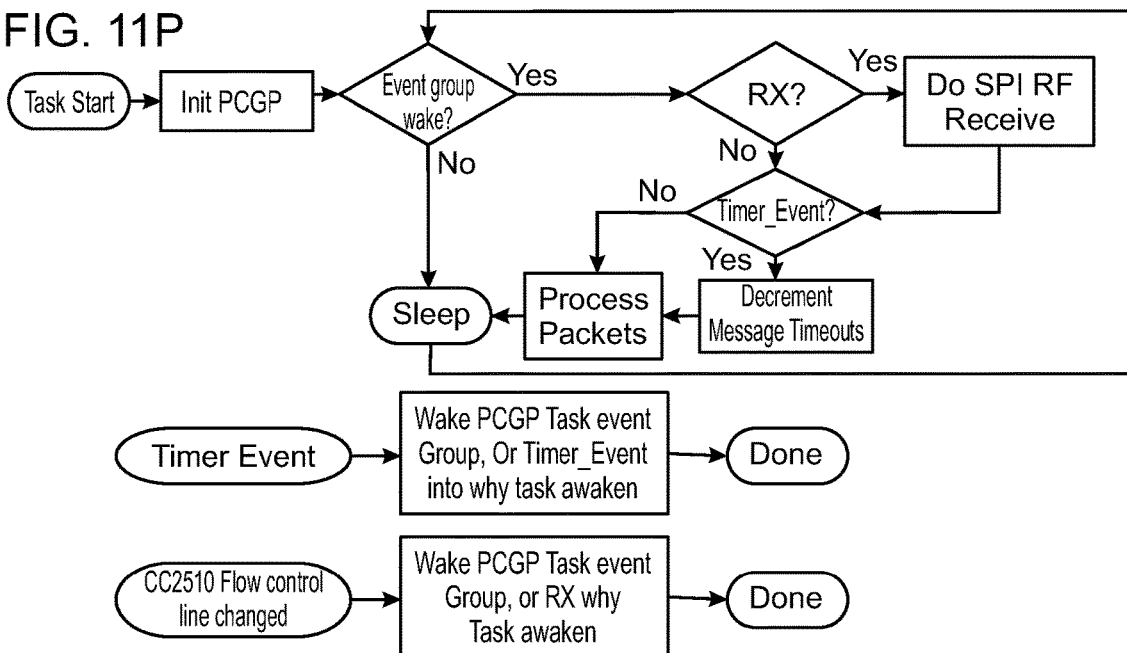 FIG. 11P
Task Start
Init PCGP
Event group
wake?
Yes
No
RX?
Yes
No
Do SPI RF
Receive
Timer_Event?
No
Yes
Decrement
Message Timeouts
Process
Packets
Sleep
Timer Event
Wake PCGP Task event
Group, Or Timer_Event
into why task awaken
Done
CC2510 Flow control
line changed
Wake PCGP Task event
Group, or RX why
Task awaken
Done